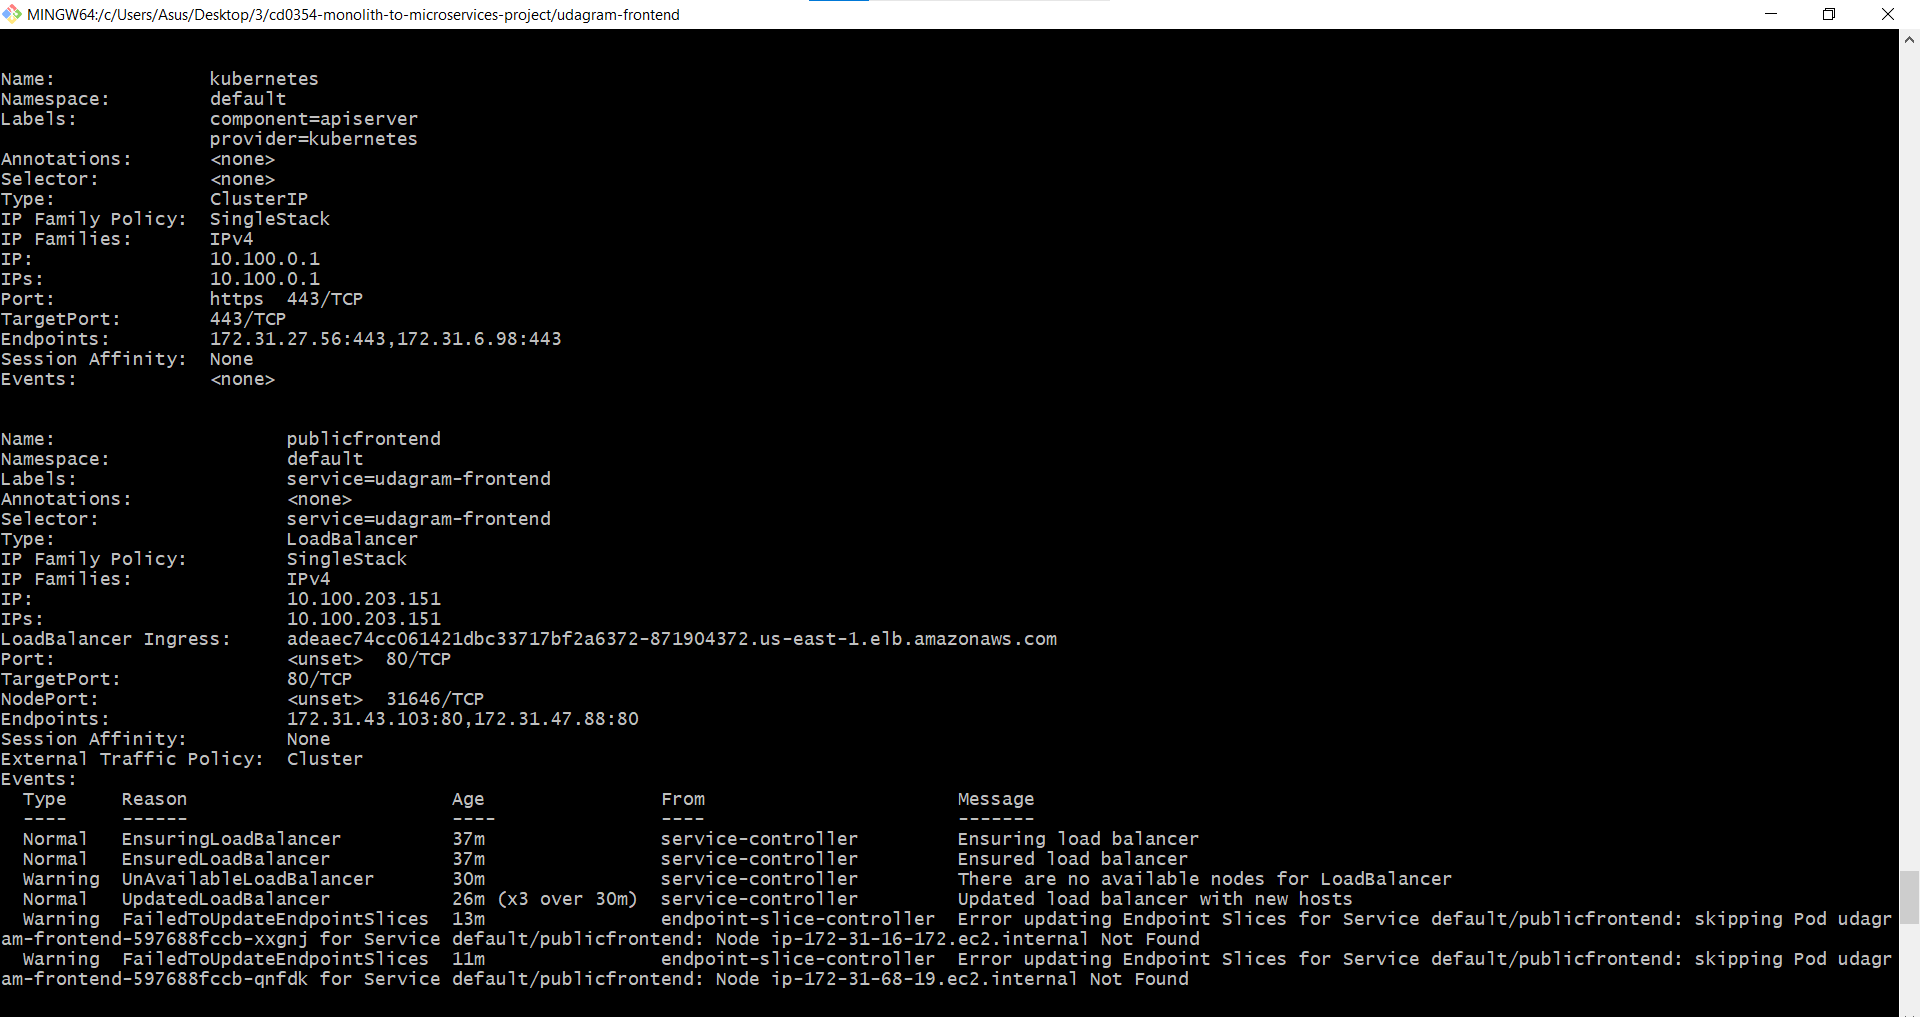 MINGW64:/c/Users/Asus/Desktop/3/cd0354-monolith-to-microservices-project/udagram-frontend
Name:              kubernetes
Namespace:         default
Labels:            component=apiserver
                   provider=kubernetes
Annotations:       <none>
Selector:          <none>
Type:              ClusterIP
IP Family Policy:  SingleStack
IP Families:       IPv4
IP:                10.100.0.1
IPs:               10.100.0.1
Port:              https  443/TCP
TargetPort:        443/TCP
Endpoints:         172.31.27.56:443,172.31.6.98:443
Session Affinity:  None
Events:            <none>
Name:                     publicfrontend
Namespace:                default
Labels:                   service=udagram-frontend
Annotations:              <none>
Selector:                 service=udagram-frontend
Type:                     LoadBalancer
IP Family Policy:         SingleStack
IP Families:              IPv4
IP:                       10.100.203.151
IPs:                      10.100.203.151
LoadBalancer Ingress:     adeaec74cc061421dbc33717bf2a6372-871904372.us-east-1.elb.amazonaws.com
Port:                     <unset>  80/TCP
TargetPort:               80/TCP
NodePort:                 <unset>  31646/TCP
Endpoints:                172.31.43.103:80,172.31.47.88:80
Session Affinity:         None
External Traffic Policy:  Cluster
Events:
  Type     Reason                        Age                From                       Message
  ----     ------                        ----               ----                       -------
  Normal   EnsuringLoadBalancer          37m                service-controller         Ensuring load balancer
  Normal   EnsuredLoadBalancer           37m                service-controller         Ensured load balancer
  Warning  UnAvailableLoadBalancer       30m                service-controller         There are no available nodes for LoadBalancer
  Normal   UpdatedLoadBalancer           26m (x3 over 30m)  service-controller         Updated load balancer with new hosts
  Warning  FailedToUpdateEndpointSlices  13m                endpoint-slice-controller  Error updating Endpoint Slices for Service default/publicfrontend: skipping Pod udagr
am-frontend-597688fccb-xxgnj for Service default/publicfrontend: Node ip-172-31-16-172.ec2.internal Not Found
  Warning  FailedToUpdateEndpointSlices  11m                endpoint-slice-controller  Error updating Endpoint Slices for Service default/publicfrontend: skipping Pod udagr
am-frontend-597688fccb-qnfdk for Service default/publicfrontend: Node ip-172-31-68-19.ec2.internal Not Found